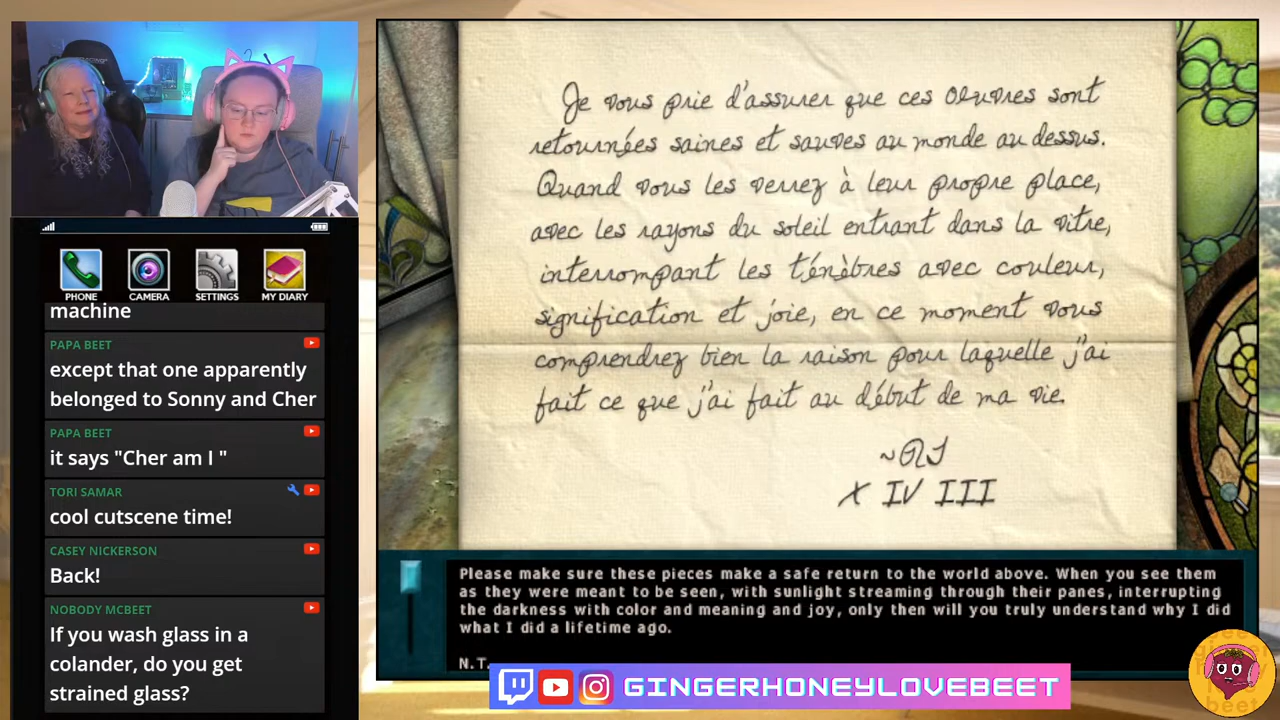 PHONE
CAMERA
SETTINGS
MY DIARY
machine
PAPA BEET
except that one apparently
belonged to Sonny and Cher
PAPA BEET
it says "Cher am I "
TORI SAMAR
cool cutscene time!
CASEY NICKERSON
Back!
NOBODY MCBEET
If you wash glass in a
colander, do you get
strained glass?
Je vous prie d'assurer que ces Oeuvres sont
retournées saines et sauves au monde au dessus.
Quand vous les verrez à leur propre place,
avec les rayons du soleil entrant dans la vitre,
interrompant les ténèbres avec couleur,
signification et joie, en ce moment vous
comprendrez bien la raison pour laquelle j'ai
fait ce que j'ai fait au début de ma vie.
X IV III
Please make sure these pieces make a safe return to the world above. When you see them
as they were meant to be seen, with sunlight streaming through their panes, interrupting
the darkness with color and meaning and joy, only then will you truly understand why I did
what I did a lifetime ago.
N.T.
GINGERHONEYLOVEBEET